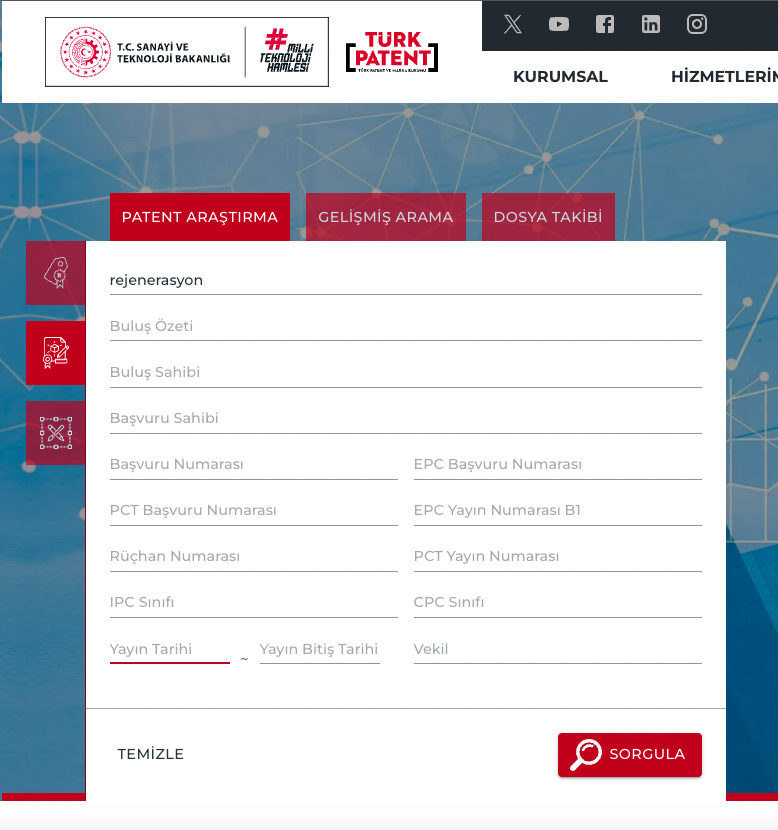 T.C. SANAYİ VE
TEKNOLOJİ BAKANLIĞI
#MİLLİ
TEKNOLOJİ
HAMLESİ
TÜRK
PATENT
TÜRK PATENT VE MARKA KURUMU
KURUMSAL
HİZMETLERİM
PATENT ARAŞTIRMA
GELİŞMİŞ ARAMA
DOSYA TAKİBİ
rejenerasyon
Buluş Özeti
Buluş Sahibi
Başvuru Sahibi
Başvuru Numarası EPC Başvuru Numarası
PCT Başvuru Numarası EPC Yayın Numarası B1
Rüçhan Numarası PCT Yayın Numarası
IPC Sınıfı CPC Sınıfı
Yayın Tarihi ~ Yayın Bitiş Tarihi Vekil
TEMİZLE
SORGULA